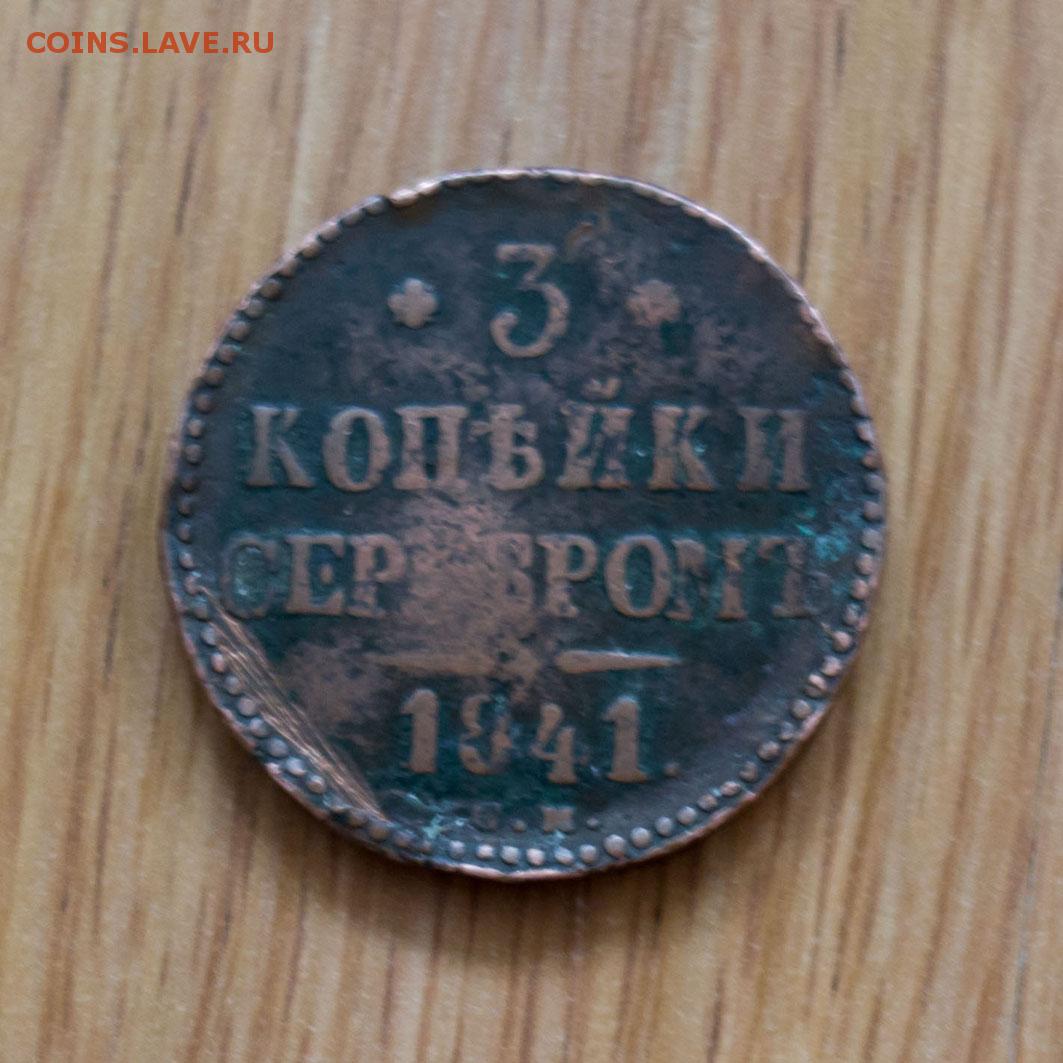 COINS.LAVE.RU
3
КОПѢЙКИ
СЕРЕБРОМЪ
1841.
С.М.